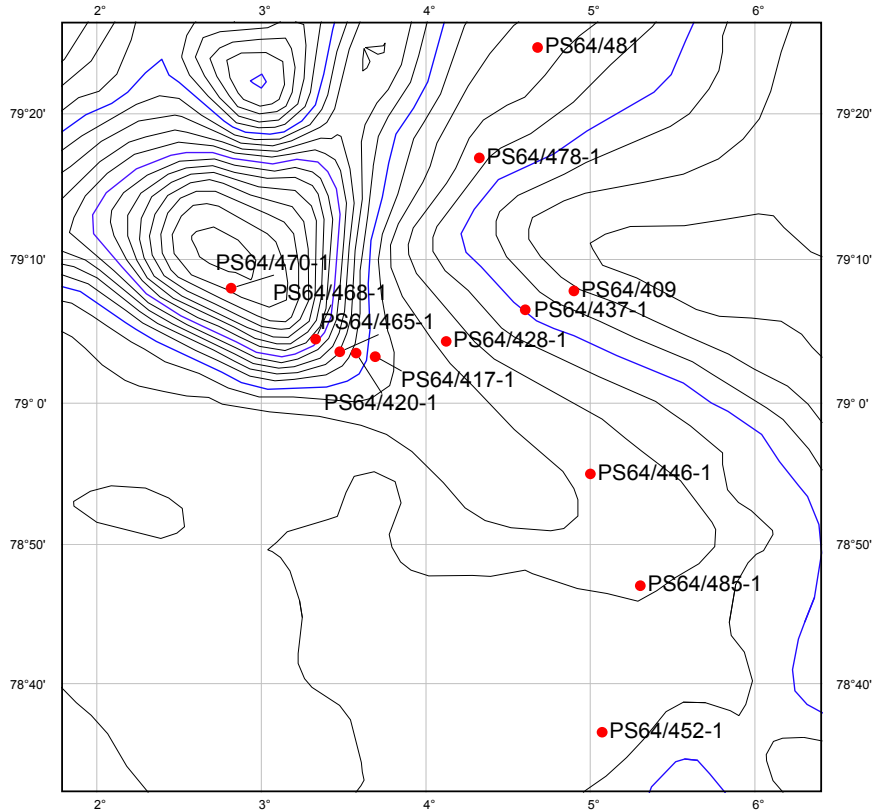 2° 3° 4° 5° 6°
PS64/481
79°20' 79°20'
PS64/478-1
79°10' 79°10'
PS64/470-1
PS64/468-1
PS64/409
PS64/437-1
PS64/465-1
PS64/428-1
PS64/417-1
79° 0' 79° 0'
PS64/420-1
PS64/446-1
78°50' 78°50'
PS64/485-1
78°40' 78°40'
PS64/452-1
2° 3° 4° 5° 6°